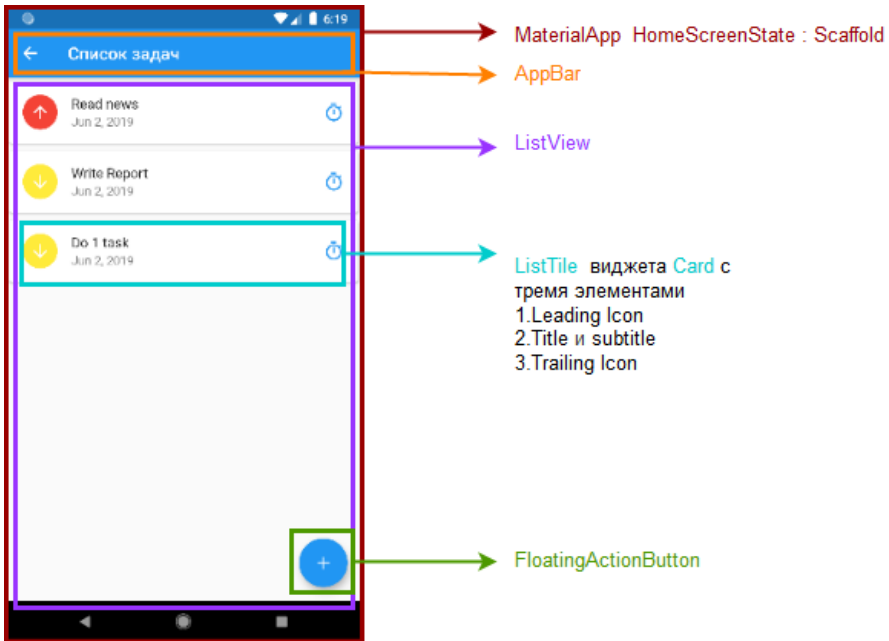 6:19
Список задач
Read news
Jun 2, 2019
Write Report
Jun 2, 2019
Do 1 task
Jun 2, 2019
MaterialApp HomeScreenState : Scaffold
AppBar
ListView
ListTile виджета Card с
тремя элементами
1.Leading Icon
2.Title и subtitle
3.Trailing Icon
FloatingActionButton